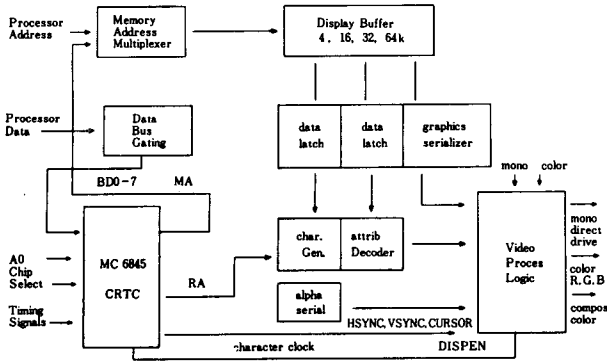 Processor
Address
Memory
Address
Multiplexer
Display Buffer
4, 16, 32, 64k
Processor
Data
Data
Bus
Gating
data
latch
data
latch
graphics
serializer
BD0-7
MA
mono
color
A0
Chip
Select
Timing
Signals
MC 6845
CRTC
RA
char.
Gen.
attrib
Decoder
alpha
serial
Video
Proces
Logic
mono
direct
drive
color
R.G.B
compos
color
HSYNC, VSYNC, CURSOR
character clock
DISPEN